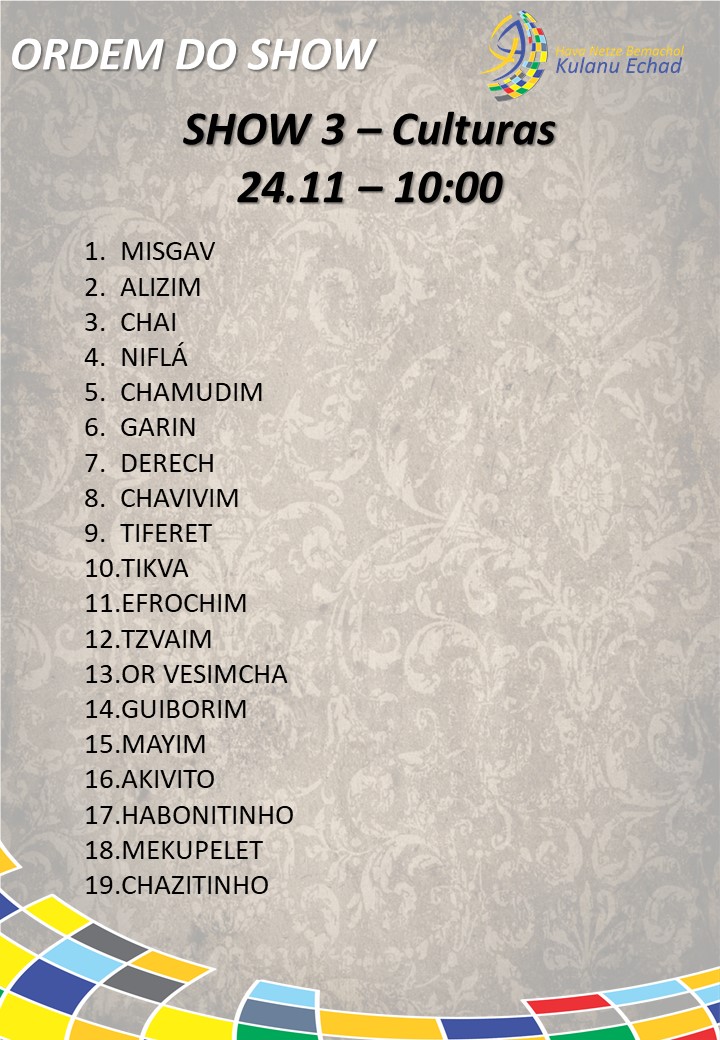 ORDEM DO SHOW
Hava Netze Bemachol
Kulanu Echad
SHOW 3 – Culturas
24.11 – 10:00
1. MISGAV
2. ALIZIM
3. CHAI
4. NIFLÁ
5. CHAMUDIM
6. GARIN
7. DERECH
8. CHAVIVIM
9. TIFERET
10.TIKVA
11.EFROCHIM
12.TZVAIM
13.OR VESIMCHA
14.GUIBORIM
15.MAYIM
16.AKIVITO
17.HABONITINHO
18.MEKUPELET
19.CHAZITINHO